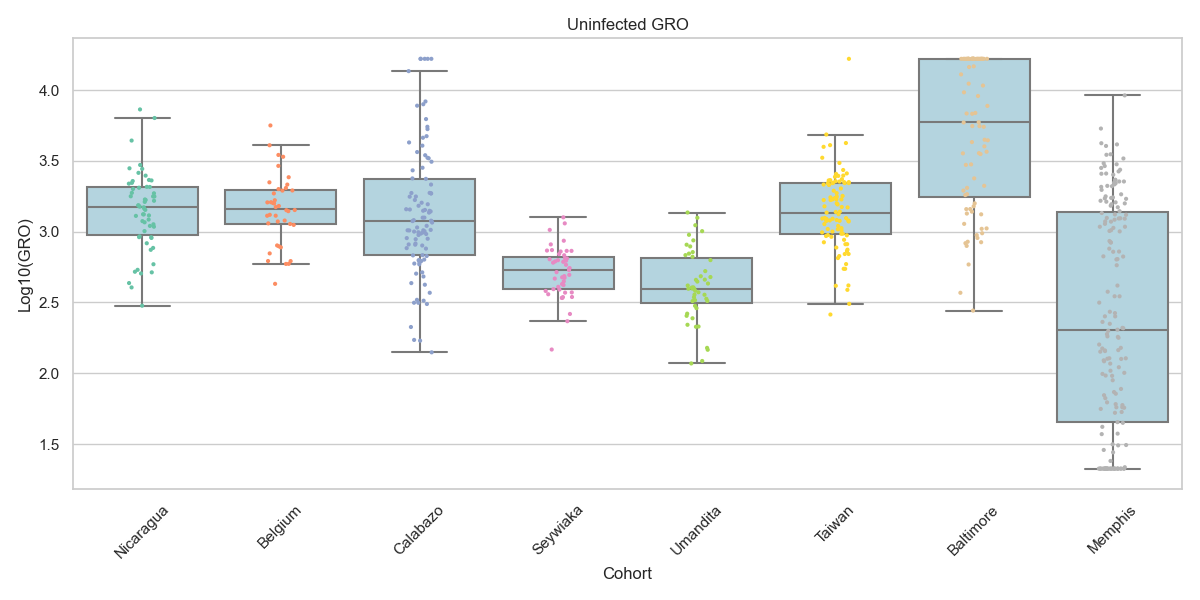 Uninfected GRO
Log10(GRO)
4.0
3.5
3.0
2.5
2.0
1.5
Nicaragua
Belgium
Calabazo
Seywiaka
Umandita
Taiwan
Baltimore
Memphis
Cohort